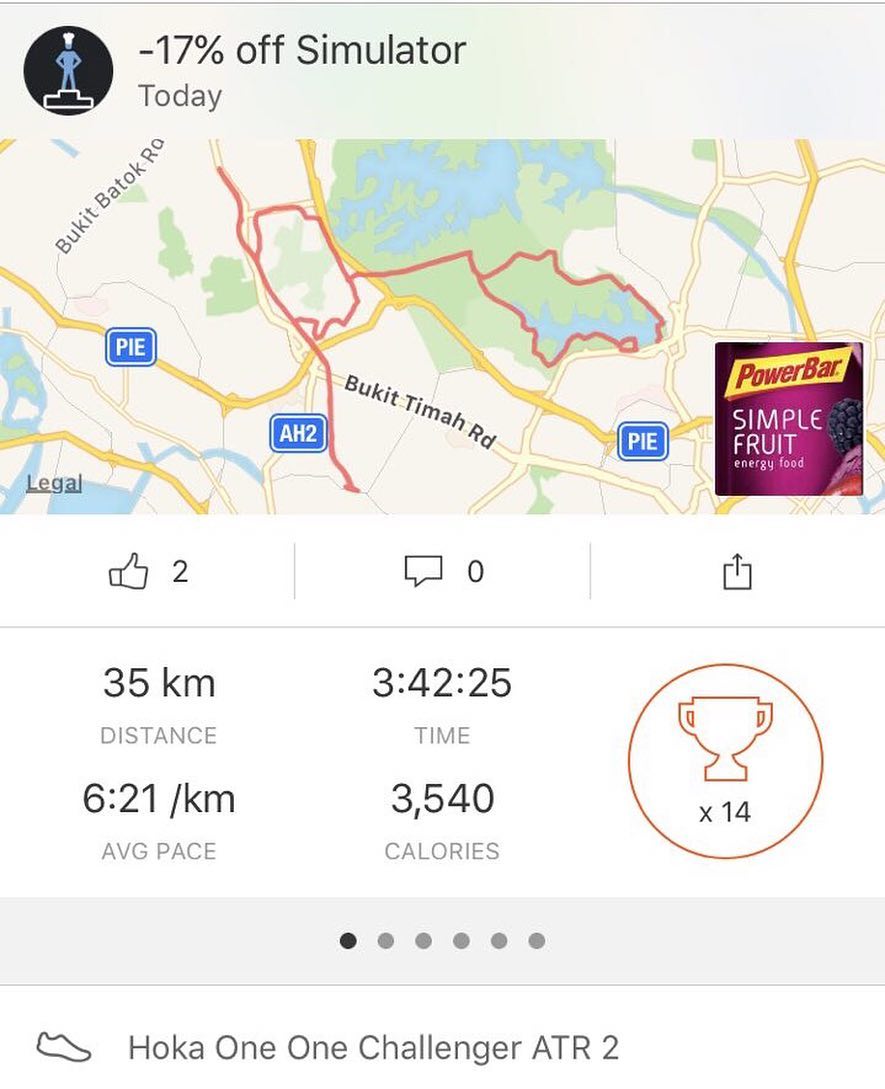 -17% off Simulator
Today
Bukit Batok Rd
PIE
Bukit Timah Rd
AH2
PIE
PowerBar
SIMPLE
FRUIT
energy food
Legal
2
0
35 km
3:42:25
DISTANCE
TIME
x 14
6:21 /km
3,540
AVG PACE
CALORIES
Hoka One One Challenger ATR 2